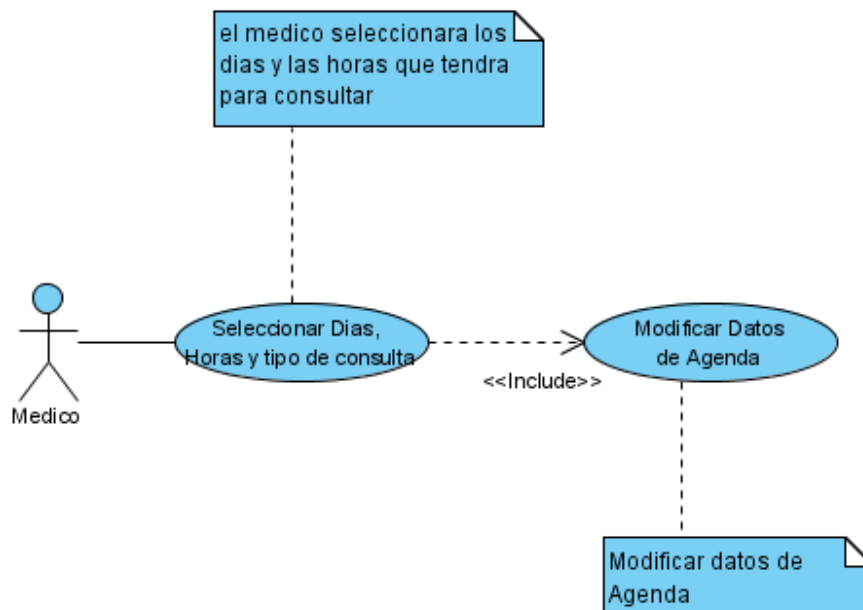 el medico seleccionara los
dias y las horas que tendra
para consultar
Seleccionar Dias,
Horas y tipo de consulta
Modificar Datos
de Agenda
<<Include>>
Medico
Modificar datos de
Agenda